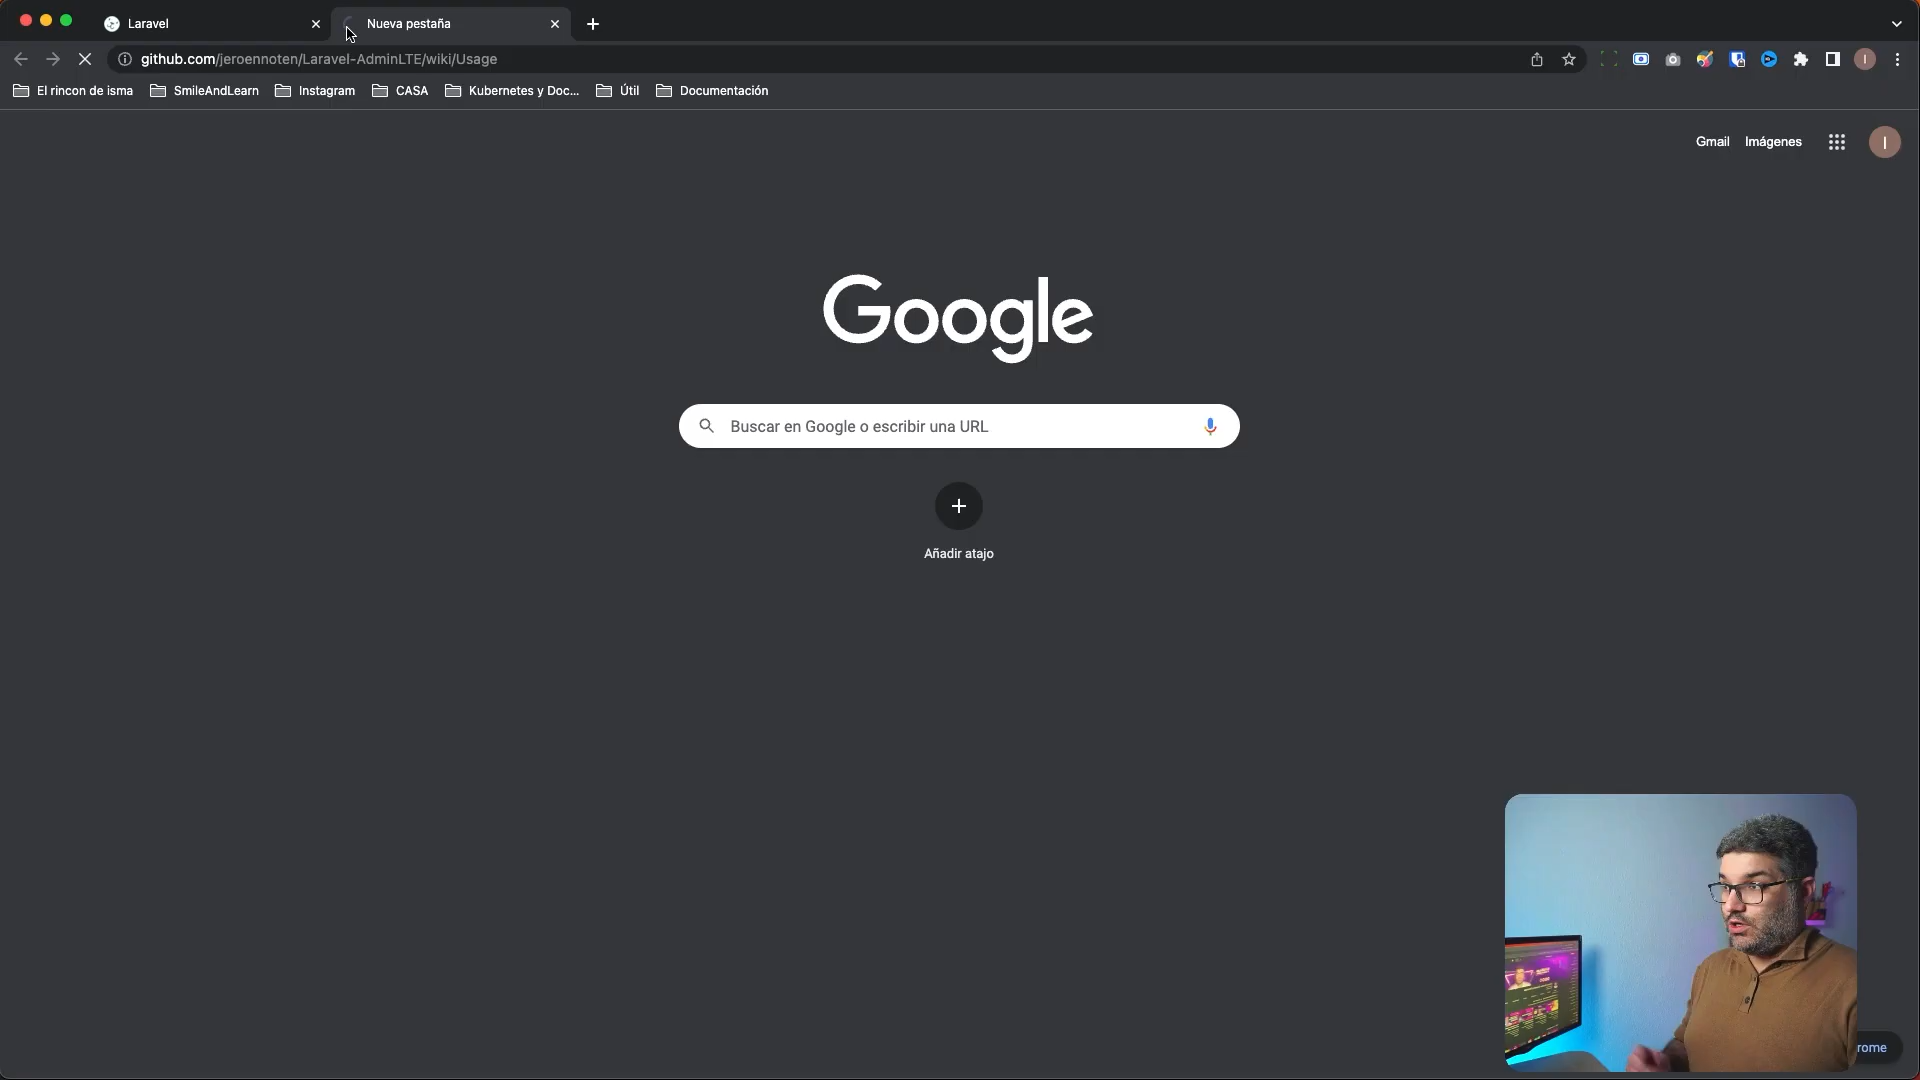 Laravel
Nueva pestaña
github.com/jeroennoten/Laravel-AdminLTE/wiki/Usage
El rincon de isma
SmileAndLearn
Instagram
CASA
Kubernetes y Doc...
Útil
Documentación
Gmail
Imágenes
I
I
Google
Buscar en Google o escribir una URL
Añadir atajo
rome